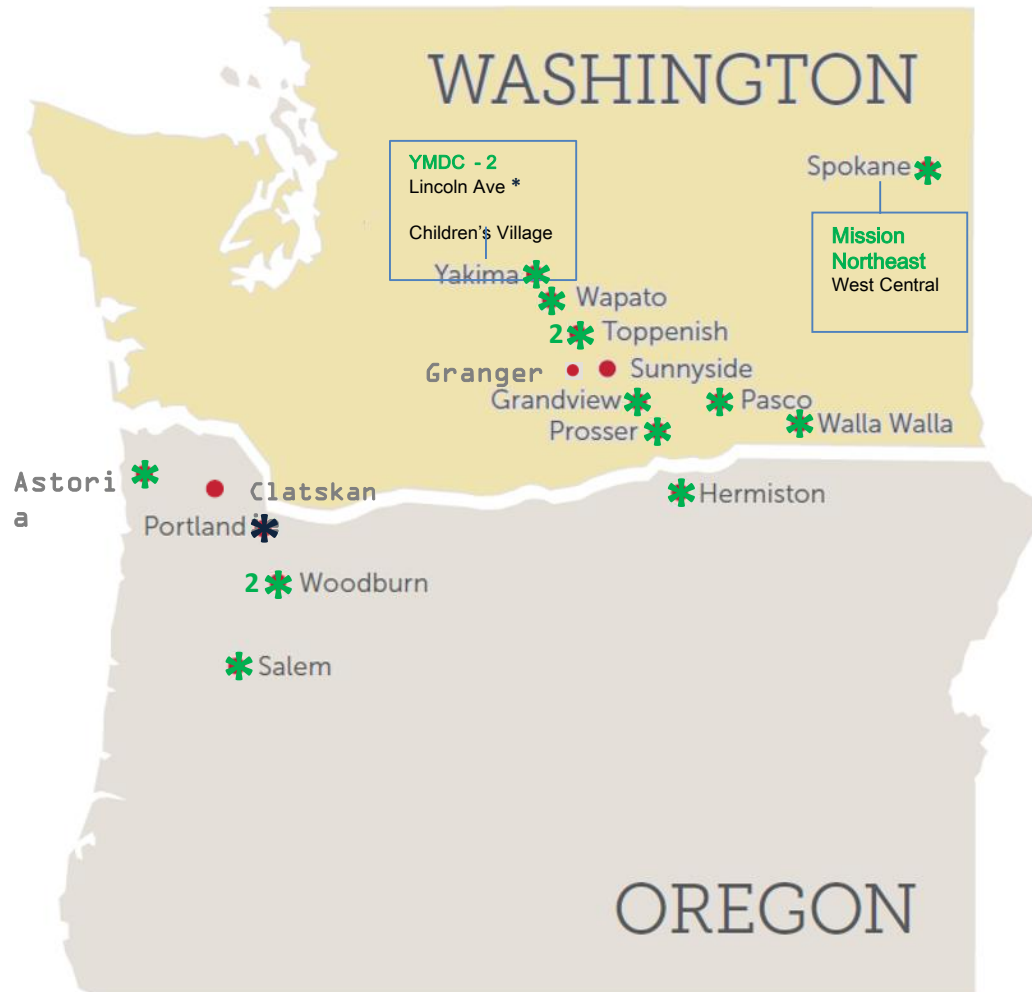 WASHINGTON
YMDC - 2
Lincoln Ave *
Children's Village
Spokane
Mission
Northeast
West Central
Yakima
Wapato
2 Toppenish
Granger
Sunnyside
Grandview
Pasco
Prosser
Walla Walla
Astori
a
Clatskan
Hermiston
Portland
2 Woodburn
Salem
OREGON